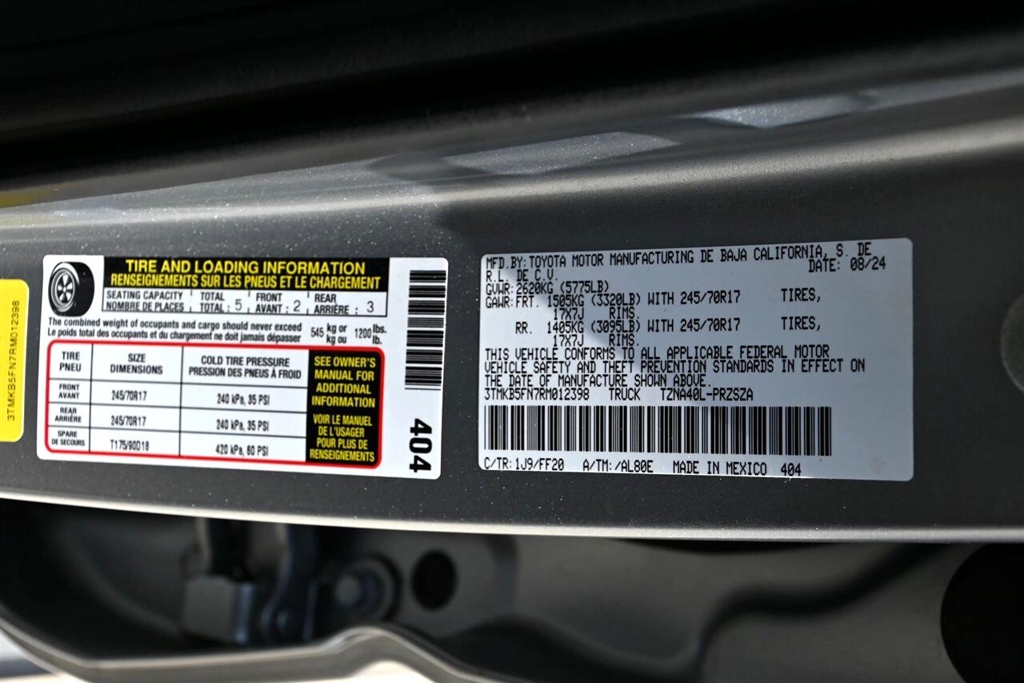 3TMKB5FN7RM012398
TIRE AND LOADING INFORMATION
RENSEIGNEMENTS SUR LES PNEUS ET LE CHARGEMENT
SEATING CAPACITY TOTAL FRONT REAR
NOMBRE DE PLACES TOTAL : 5 AVANT : 2 ARRIÈRE : 3
The combined weight of occupants and cargo should never exceed 545 kg or 1200 lbs.
Le poids total des occupants et du chargement ne doit jamais dépasser kg ou lb.
TIRE SIZE COLD TIRE PRESSURE
PNEU DIMENSIONS PRESSION DES PNEUS À FROID
FRONT
AVANT 245/70R17 240 kPa, 35 PSI
REAR
ARRIÈRE 245/70R17 240 kPa, 35 PSI
SPARE
DE SECOURS T175/90D18 420 kPa, 60 PSI
SEE OWNER'S
MANUAL FOR
ADDITIONAL
INFORMATION
VOIR LE MANUEL
DE L'USAGER
POUR PLUS DE
RENSEIGNEMENTS
404
MFD.BY: TOYOTA MOTOR MANUFACTURING DE BAJA CALIFORNIA, S. DE
R.L. DE C.V. DATE: 08/24
GVWR: 2620KG (5775LB)
GAWR: FRT. 1505KG (3320LB) WITH 245/70R17 TIRES,
17X7J RIMS.
RR. 1405KG (3095LB) WITH 245/70R17 TIRES,
17X7J RIMS.
THIS VEHICLE CONFORMS TO ALL APPLICABLE FEDERAL MOTOR
VEHICLE SAFETY AND THEFT PREVENTION STANDARDS IN EFFECT ON
THE DATE OF MANUFACTURE SHOWN ABOVE.
3TMKB5FN7RM012398 TRUCK TZNA40L-PRZSZA
C/TR: 1J9/FF20 A/TM: /AL80E MADE IN MEXICO 404